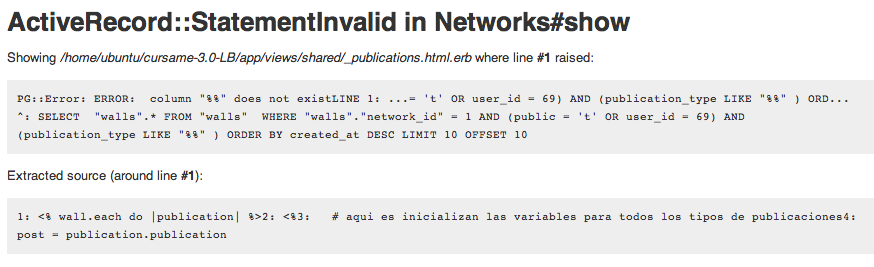 ActiveRecord::StatementInvalid in Networks#show
Showing /home/ubuntu/cursame-3.0-LB/app/views/shared/_publications.html.erb where line #1 raised:
PG::Error: ERROR:  column "%%" does not existLINE 1: ...= 't' OR user_id = 69) AND (publication_type LIKE "%%" ) ORD...
^: SELECT  "walls".* FROM "walls"  WHERE "walls"."network_id" = 1 AND (public = 't' OR user_id = 69) AND
(publication_type LIKE "%%" ) ORDER BY created_at DESC LIMIT 10 OFFSET 10
Extracted source (around line #1):
1: <% wall.each do |publication| %>2: <%3:   # aqui es inicializan las variables para todos los tipos de publicaciones4:
post = publication.publication